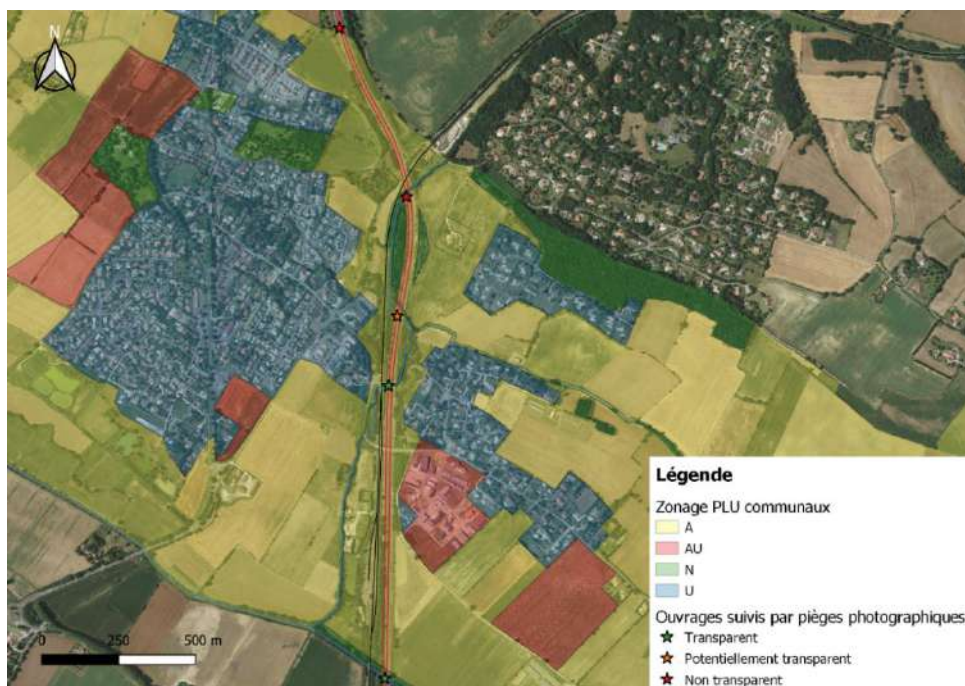 N
Légende
Zonage PLU communaux
A
AU
N
U
Ouvrages suivis par pièges photographiques
Transparent
Potentiellement transparent
Non transparent
0 250 500 m